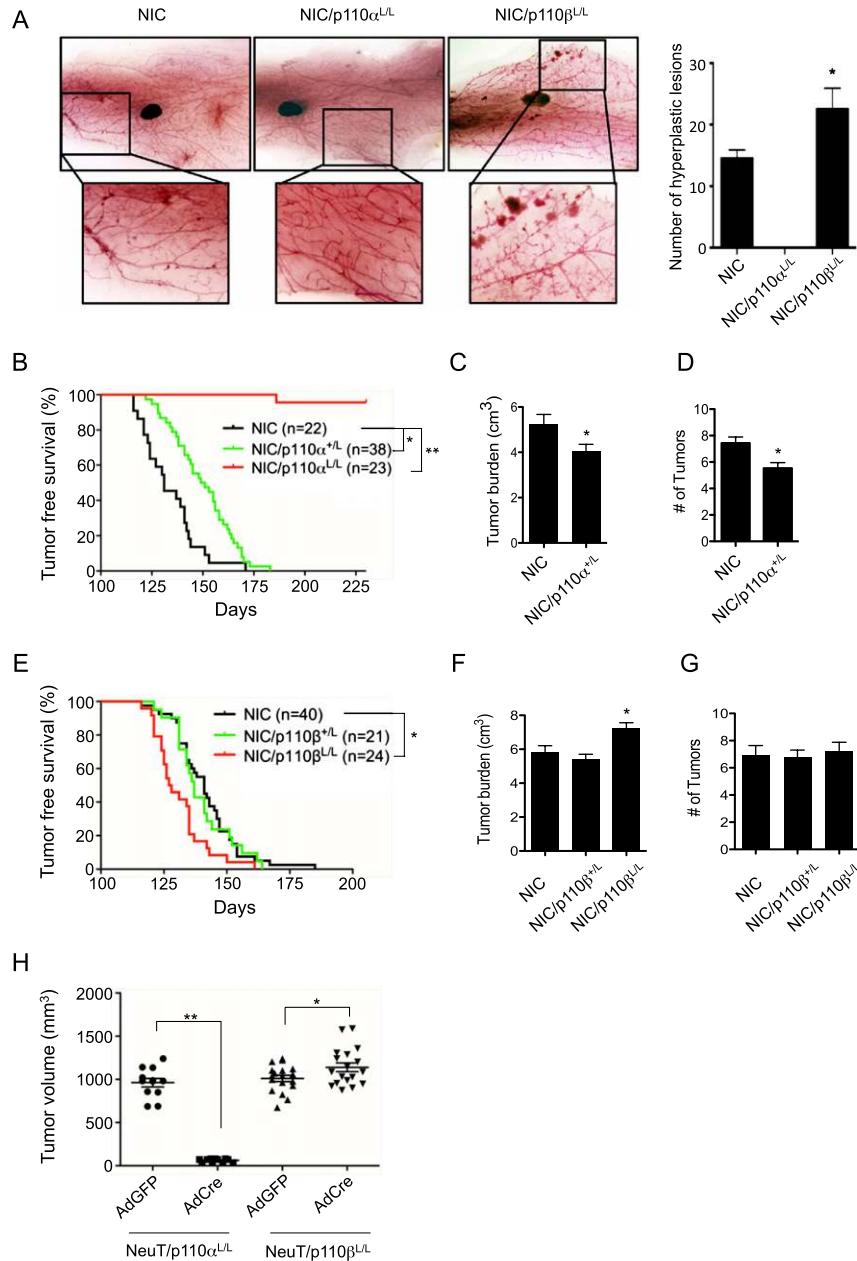 A
NIC
NIC/p110α^L/L
NIC/p110β^L/L
Number of hyperplastic lesions
30
20
10
0
*
NIC
NIC/p110α^L/L
NIC/p110β^L/L
B
Tumor free survival (%)
100
80
60
40
20
0
NIC (n=22)
NIC/p110α^+/L (n=38)
NIC/p110α^L/L (n=23)
*
**
100 125 150 175 200 225
Days
C
Tumor burden (cm³)
6
4
2
0
*
NIC
NIC/p110α^+/L
D
# of Tumors
10
8
6
4
2
0
*
NIC
NIC/p110α^+/L
E
Tumor free survival (%)
100
80
60
40
20
0
NIC (n=40)
NIC/p110β^+/L (n=21)
NIC/p110β^L/L (n=24)
*
100 125 150 175 200
Days
F
Tumor burden (cm³)
8
6
4
2
0
*
NIC
NIC/p110β^+/L
NIC/p110β^L/L
G
# of Tumors
10
8
6
4
2
0
NIC
NIC/p110β^+/L
NIC/p110β^L/L
H
Tumor volume (mm³)
2000
1500
1000
500
0
**
*
AdGFP
AdCre
AdGFP
AdCre
NeuT/p110α^L/L
NeuT/p110β^L/L